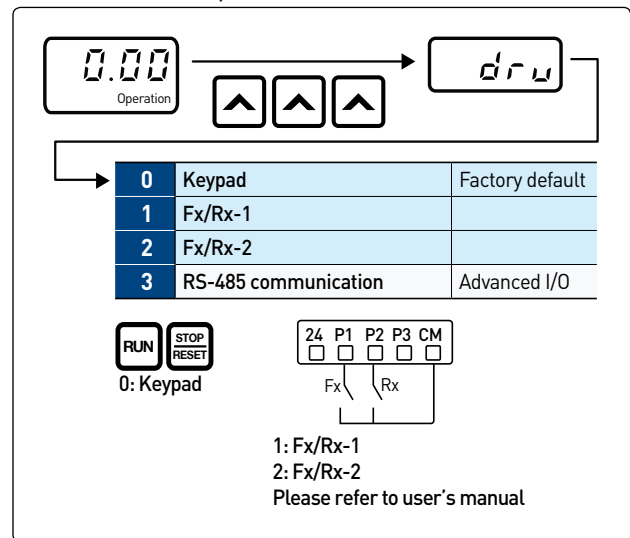 0.00
Operation
drv
0 Keypad Factory default
1 Fx/Rx-1
2 Fx/Rx-2
3 RS-485 communication Advanced I/O
RUN STOP
RESET
0: Keypad
24 P1 P2 P3 CM
Fx Rx
1: Fx/Rx-1
2: Fx/Rx-2
Please refer to user's manual